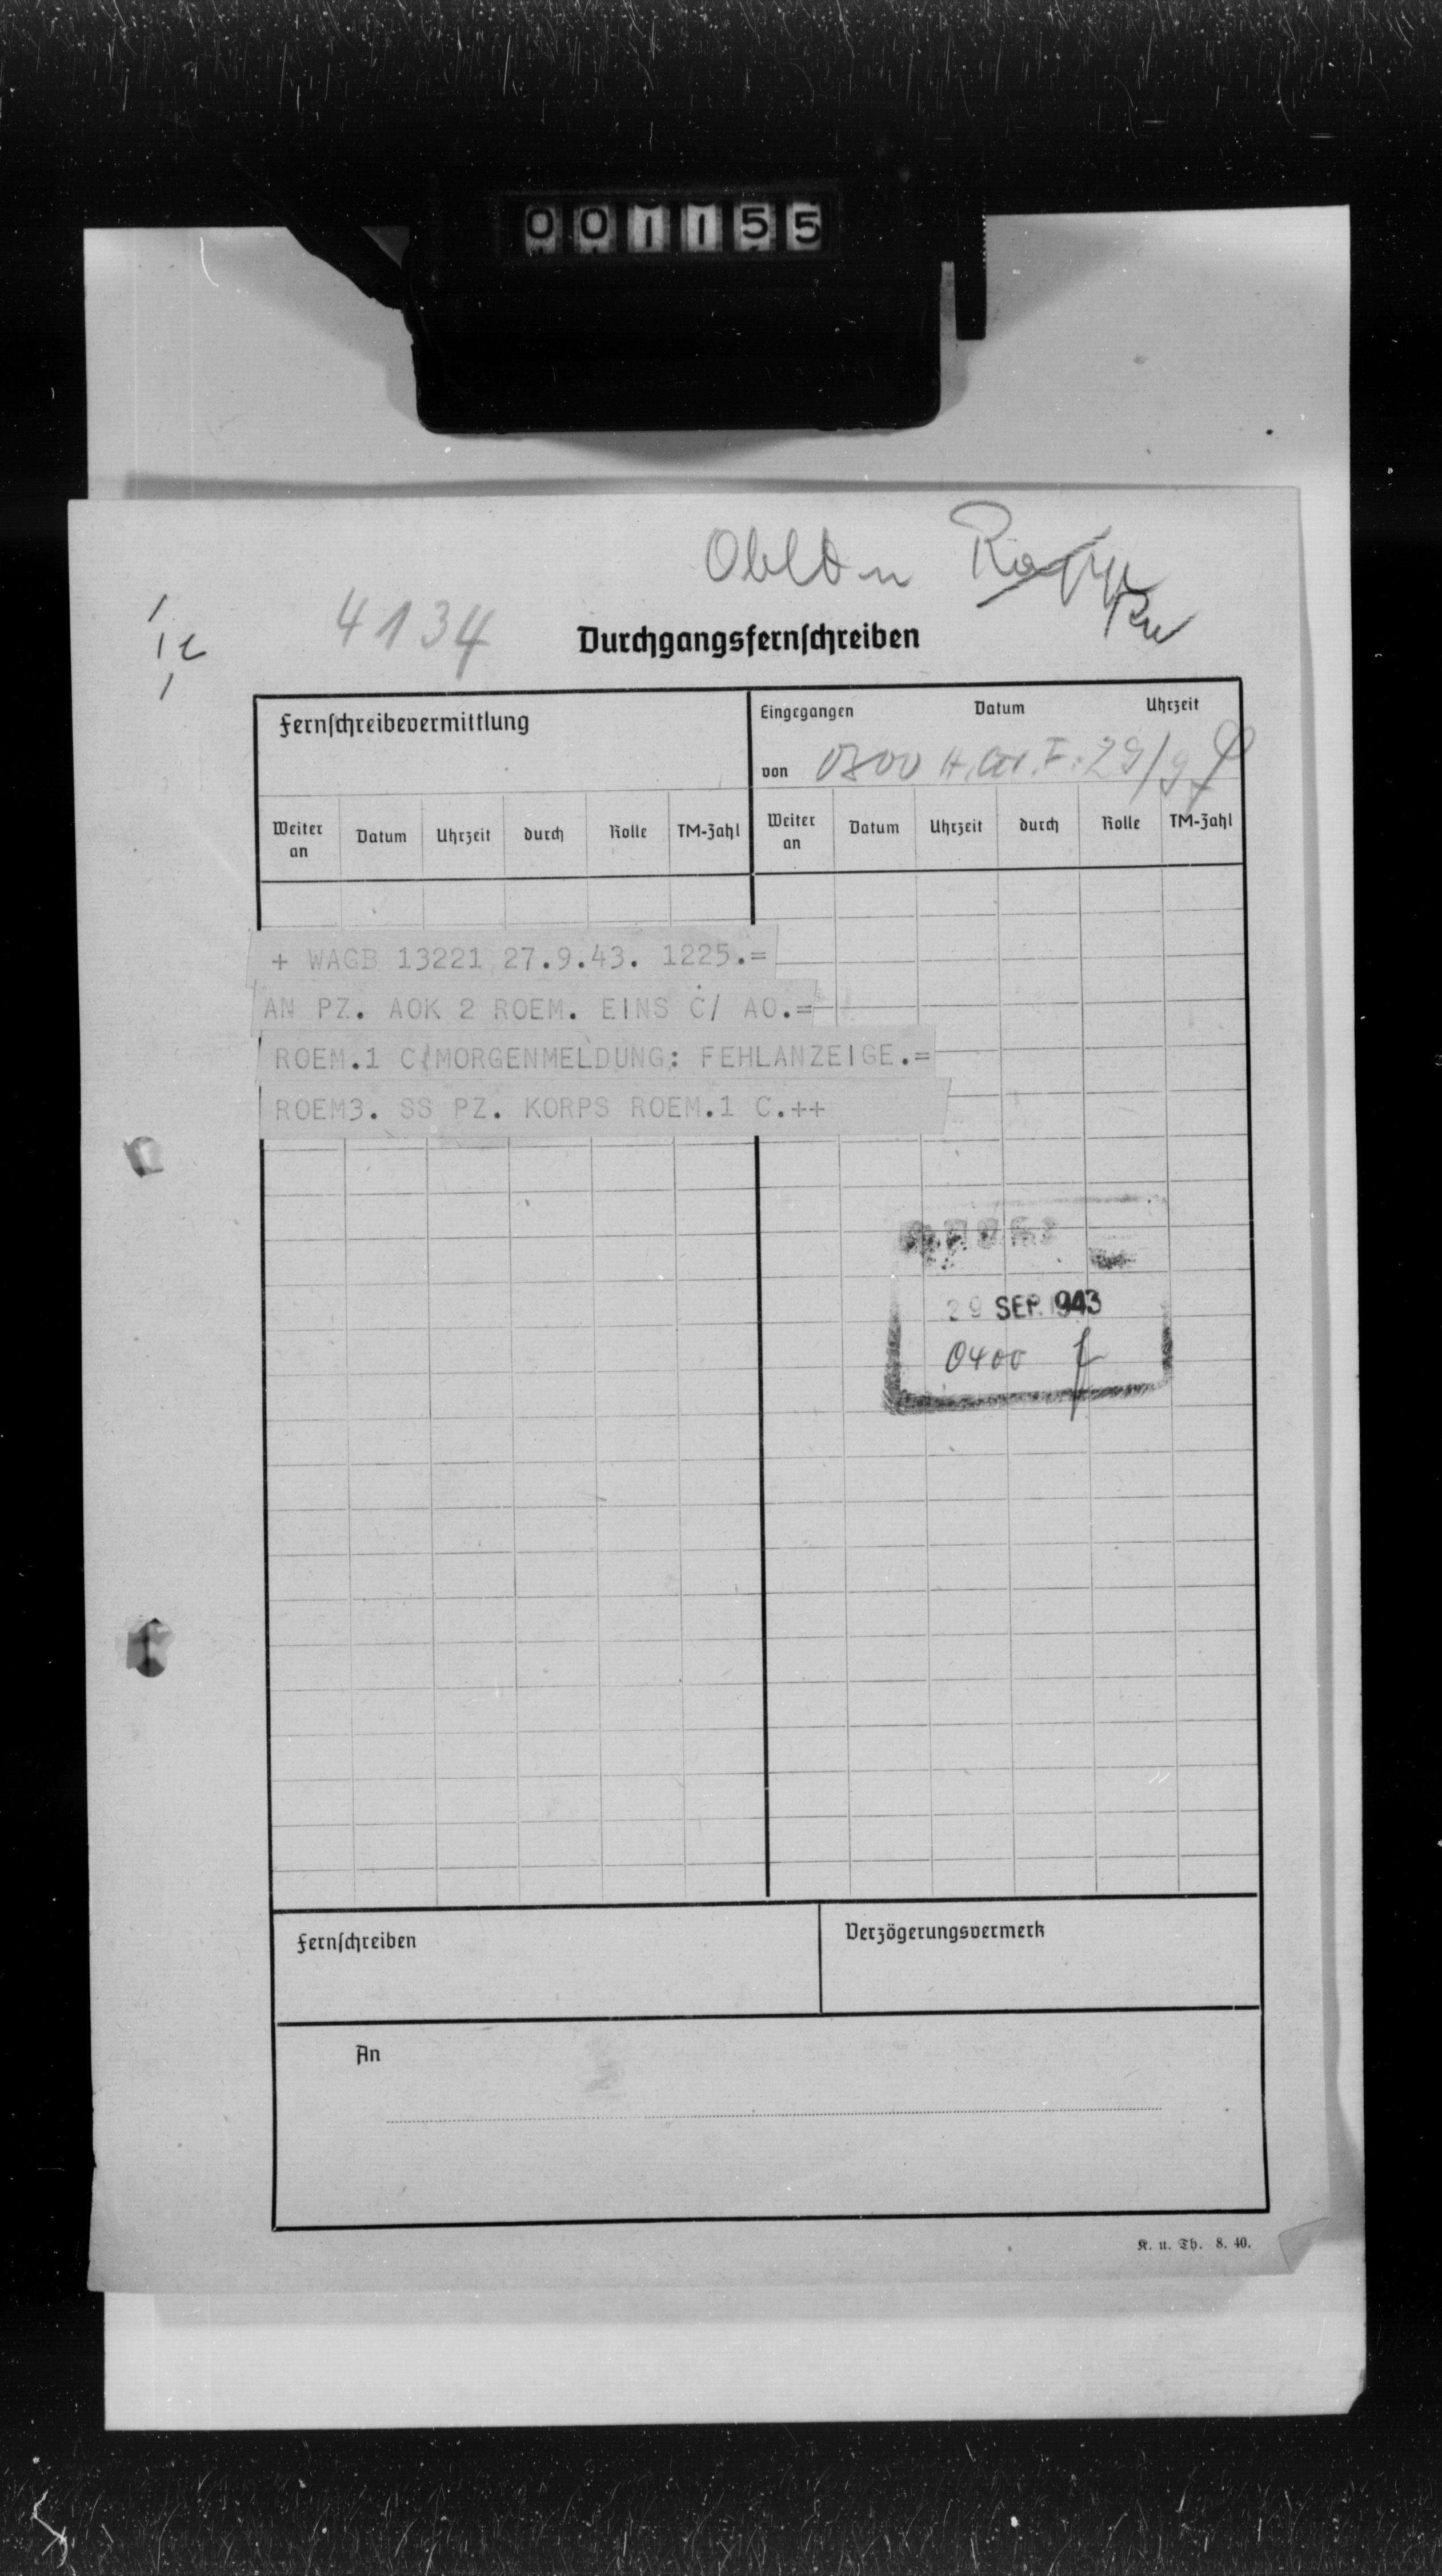 001155
4134
Durchgangsfernschreiben
Fernschreibevermittlung
Eingegangen Datum Uhrzeit
von 0800 29/9
Weiter an Datum Uhrzeit durch Rolle TM-Zahl Weiter an Datum Uhrzeit durch Rolle TM-Zahl
+ WAGB 13221 27.9.43. 1225.=
AN PZ. AOK 2 ROEM. EINS C/ AO.=
ROEM.1 C/MORGENMELDUNG: FEHLANZEIGE.=
ROEM3. SS PZ. KORPS ROEM.1 C.++
29 SEP. 1943
0400
Fernschreiben
Verzögerungsvermerk
An
K. u. Th. 8. 40.